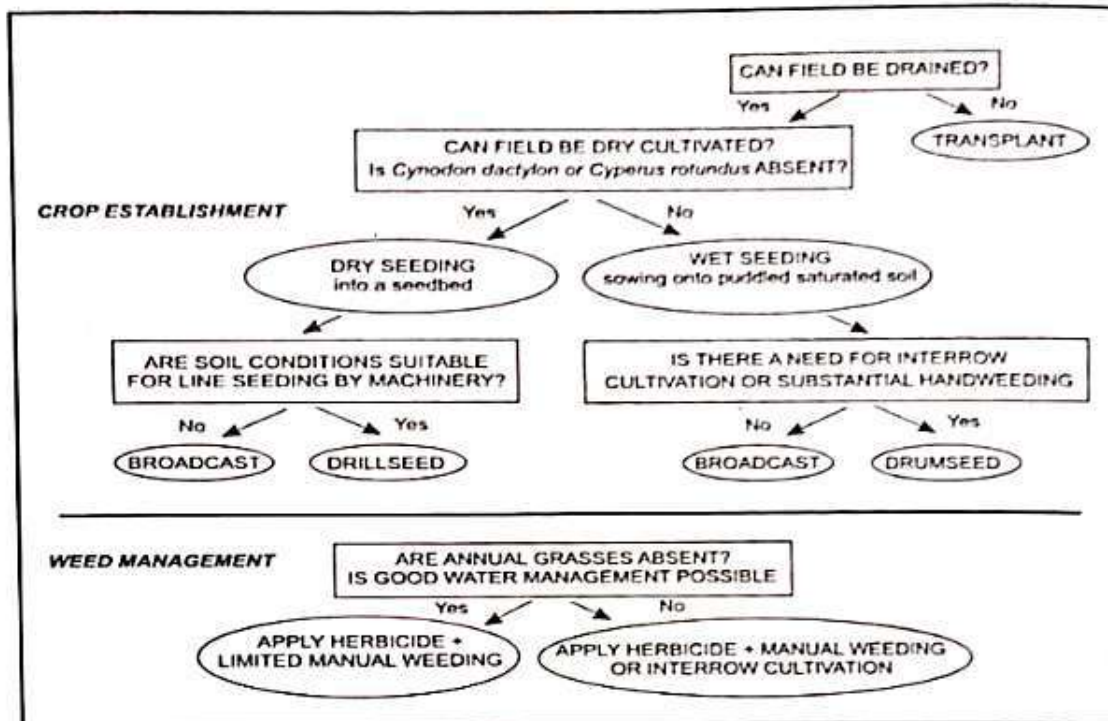 CAN FIELD BE DRAINED?
Yes
No
TRANSPLANT
CAN FIELD BE DRY CULTIVATED?
Is Cynodon dactylon or Cyperus rotundus ABSENT?
CROP ESTABLISHMENT
Yes
No
DRY SEEDING
into a seedbed
WET SEEDING
sowing onto puddled saturated soil
ARE SOIL CONDITIONS SUITABLE
FOR LINE SEEDING BY MACHINERY?
IS THERE A NEED FOR INTERROW
CULTIVATION OR SUBSTANTIAL HANDWEEDING
No
Yes
No
Yes
BROADCAST
DRILLSEED
BROADCAST
DRUMSEED
WEED MANAGEMENT
ARE ANNUAL GRASSES ABSENT?
IS GOOD WATER MANAGEMENT POSSIBLE
Yes
No
APPLY HERBICIDE +
LIMITED MANUAL WEEDING
APPLY HERBICIDE + MANUAL WEEDING
OR INTERROW CULTIVATION